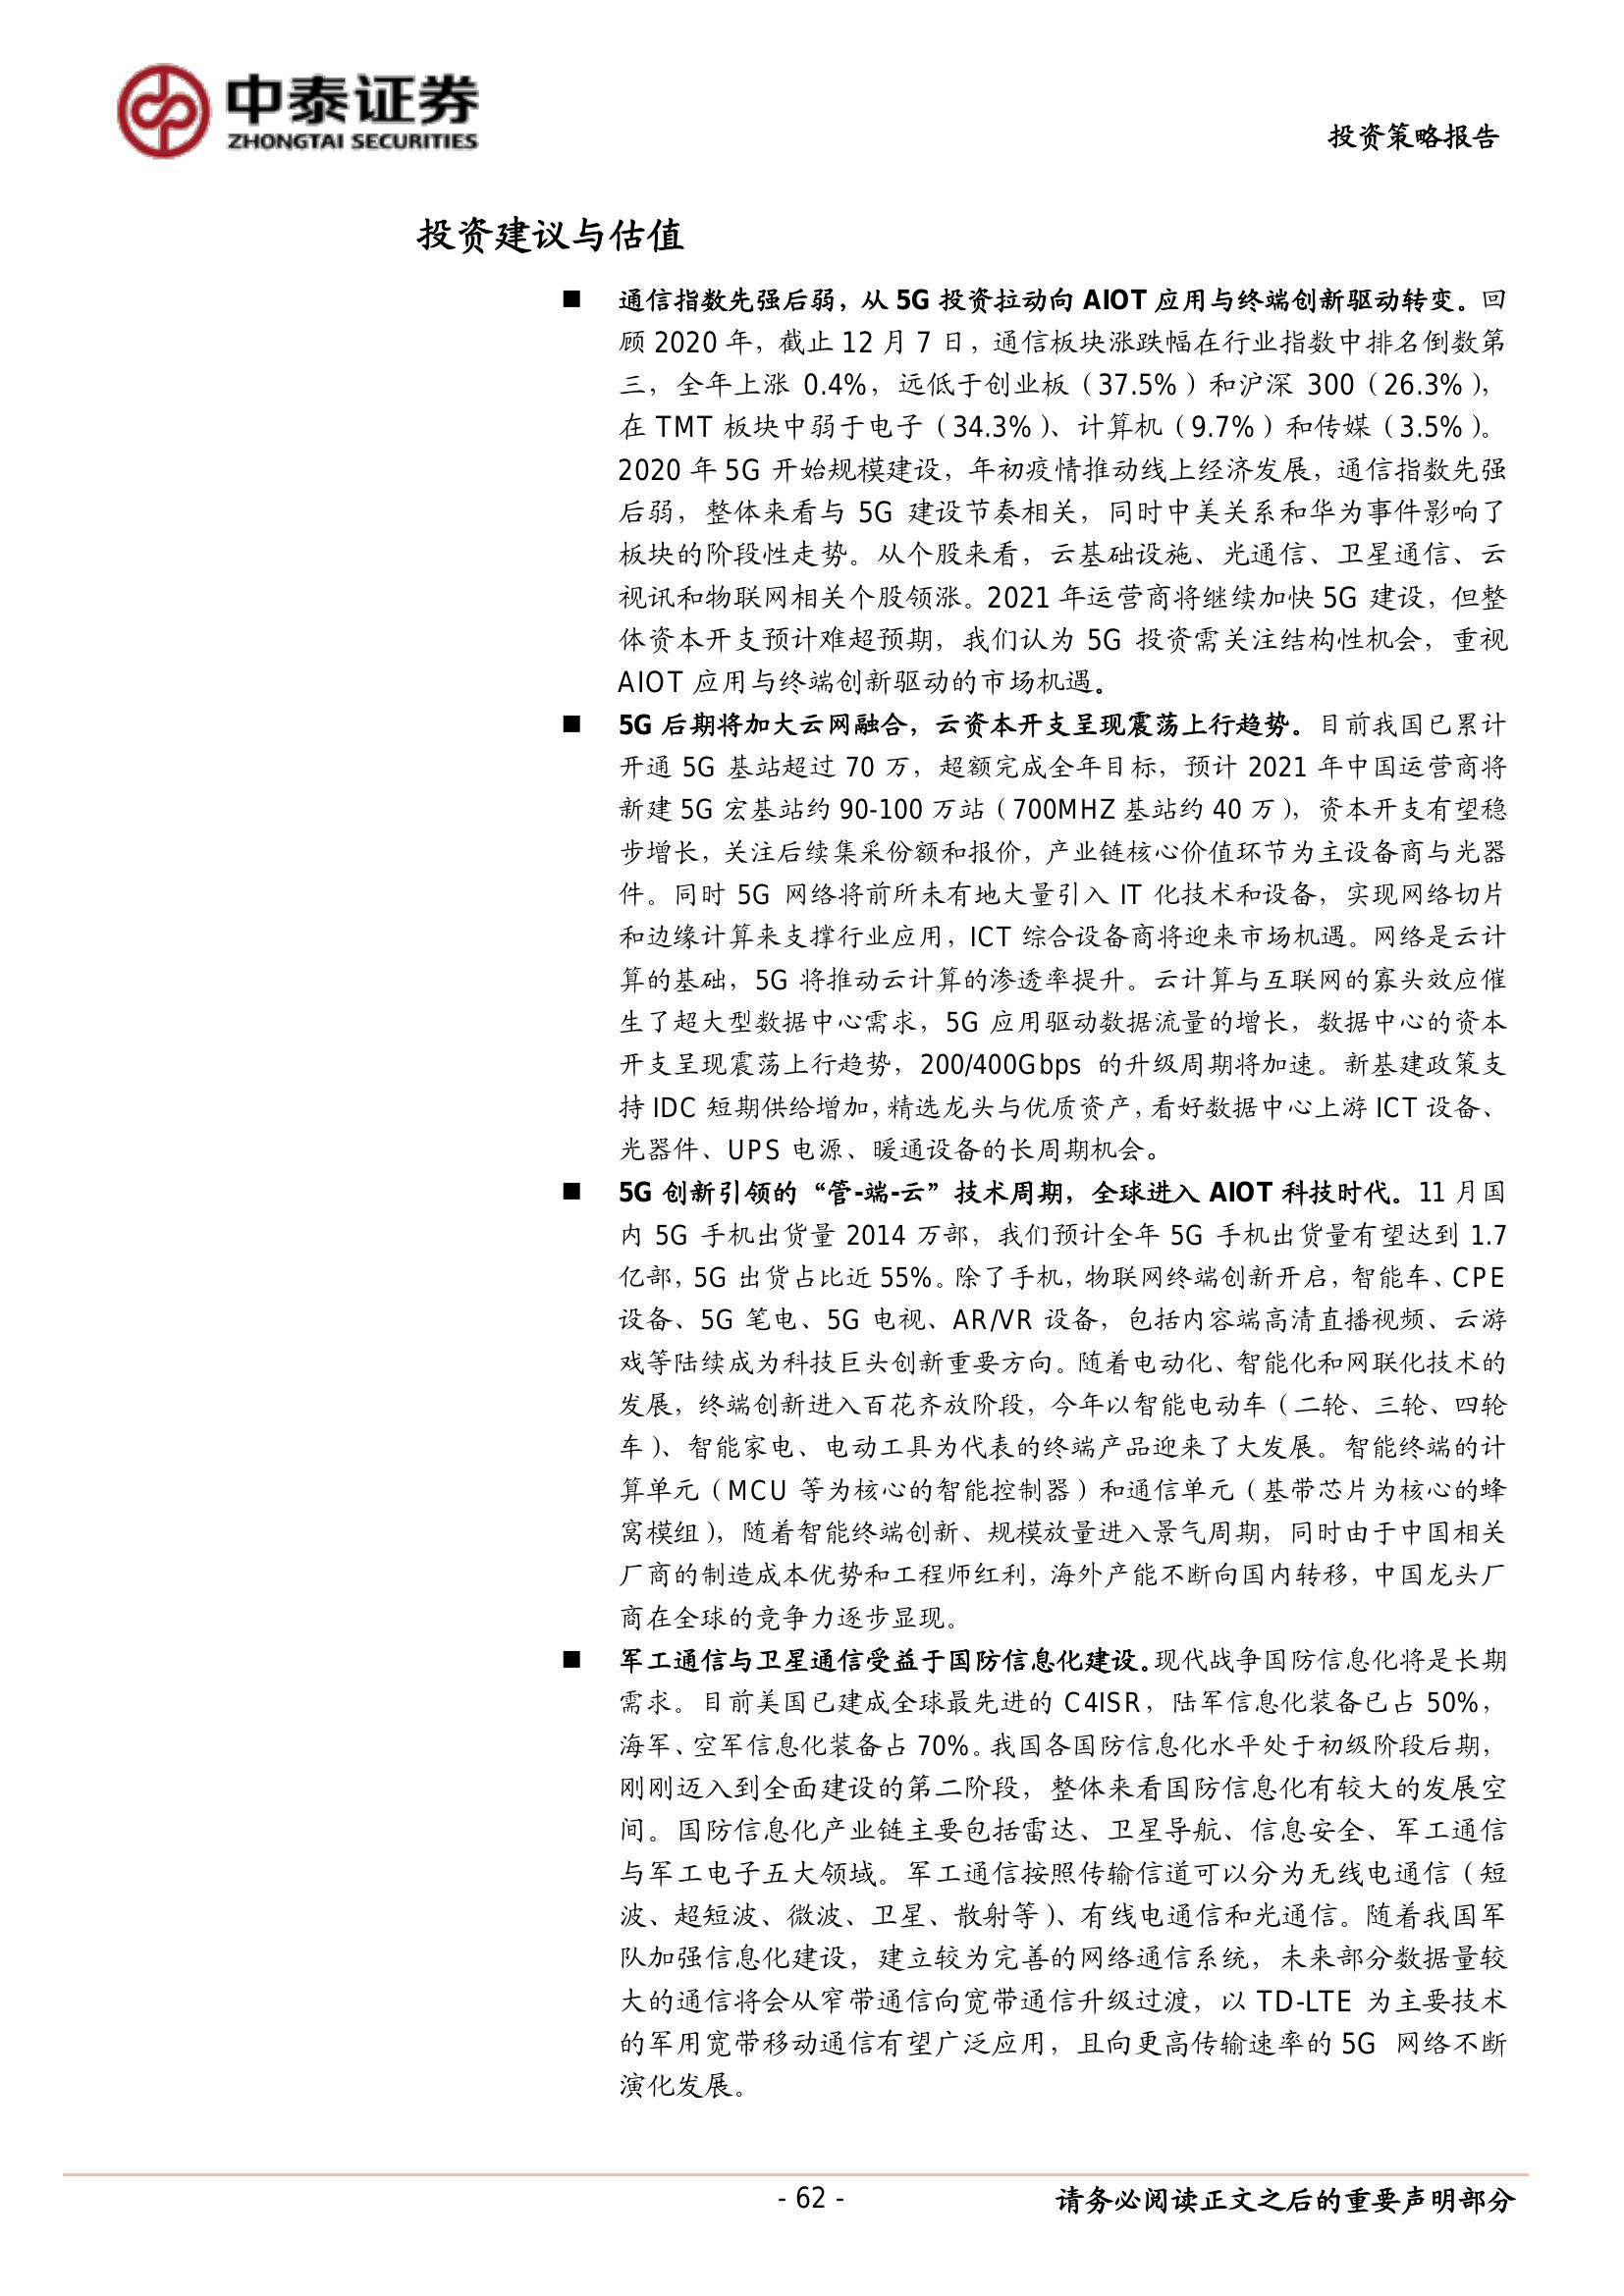 中泰证券
ZHONGTAI SECURITIES
投资策略报告
投资建议与估值
■ 通信指数先强后弱，从 5G 投资拉动向 AIOT 应用与终端创新驱动转变。回
顾 2020 年，截止 12 月 7 日，通信板块涨跌幅在行业指数中排名倒数第
三，全年上涨 0.4%，远低于创业板（37.5%）和沪深 300（26.3%），
在 TMT 板块中弱于电子（34.3%）、计算机（9.7%）和传媒（3.5%）。
2020 年 5G 开始规模建设，年初疫情推动线上经济发展，通信指数先强
后弱，整体来看与 5G 建设节奏相关，同时中美关系和华为事件影响了
板块的阶段性走势。从个股来看，云基础设施、光通信、卫星通信、云
视讯和物联网相关个股领涨。2021 年运营商将继续加快 5G 建设，但整
体资本开支预计难超预期，我们认为 5G 投资需关注结构性机会，重视
AIOT 应用与终端创新驱动的市场机遇。
■ 5G 后期将加大云网融合，云资本开支呈现震荡上行趋势。目前我国已累计
开通 5G 基站超过 70 万，超额完成全年目标，预计 2021 年中国运营商将
新建 5G 宏基站约 90-100 万站（700MHZ 基站约 40 万），资本开支有望稳
步增长，关注后续集采份额和报价，产业链核心价值环节为主设备商与光器
件。同时 5G 网络将前所未有地大量引入 IT 化技术和设备，实现网络切片
和边缘计算来支撑行业应用，ICT 综合设备商将迎来市场机遇。网络是云计
算的基础，5G 将推动云计算的渗透率提升。云计算与互联网的寡头效应催
生了超大型数据中心需求，5G 应用驱动数据流量的增长，数据中心的资本
开支呈现震荡上行趋势，200/400Gbps 的升级周期将加速。新基建政策支
持 IDC 短期供给增加，精选龙头与优质资产，看好数据中心上游 ICT 设备、
光器件、UPS 电源、暖通设备的长周期机会。
■ 5G 创新引领的“管-端-云”技术周期，全球进入 AIOT 科技时代。11 月国
内 5G 手机出货量 2014 万部，我们预计全年 5G 手机出货量有望达到 1.7
亿部，5G 出货占比近 55%。除了手机，物联网终端创新开启，智能车、CPE
设备、5G 笔电、5G 电视、AR/VR 设备，包括内容端高清直播视频、云游
戏等陆续成为科技巨头创新重要方向。随着电动化、智能化和网联化技术的
发展，终端创新进入百花齐放阶段，今年以智能电动车（二轮、三轮、四轮
车）、智能家电、电动工具为代表的终端产品迎来了大发展。智能终端的计
算单元（MCU 等为核心的智能控制器）和通信单元（基带芯片为核心的蜂
窝模组），随着智能终端创新、规模放量进入景气周期，同时由于中国相关
厂商的制造成本优势和工程师红利，海外产能不断向国内转移，中国龙头厂
商在全球的竞争力逐步显现。
■ 军工通信与卫星通信受益于国防信息化建设。现代战争国防信息化将是长期
需求。目前美国已建成全球最先进的 C4ISR，陆军信息化装备已占 50%，
海军、空军信息化装备占 70%。我国各国防信息化水平处于初级阶段后期，
刚刚迈入到全面建设的第二阶段，整体来看国防信息化有较大的发展空
间。国防信息化产业链主要包括雷达、卫星导航、信息安全、军工通信
与军工电子五大领域。军工通信按照传输信道可以分为无线电通信（短
波、超短波、微波、卫星、散射等）、有线电通信和光通信。随着我国军
队加强信息化建设，建立较为完善的网络通信系统，未来部分数据量较
大的通信将会从窄带通信向宽带通信升级过渡，以 TD-LTE 为主要技术
的军用宽带移动通信有望广泛应用，且向更高传输速率的 5G 网络不断
演化发展。
- 62 -
请务必阅读正文之后的重要声明部分